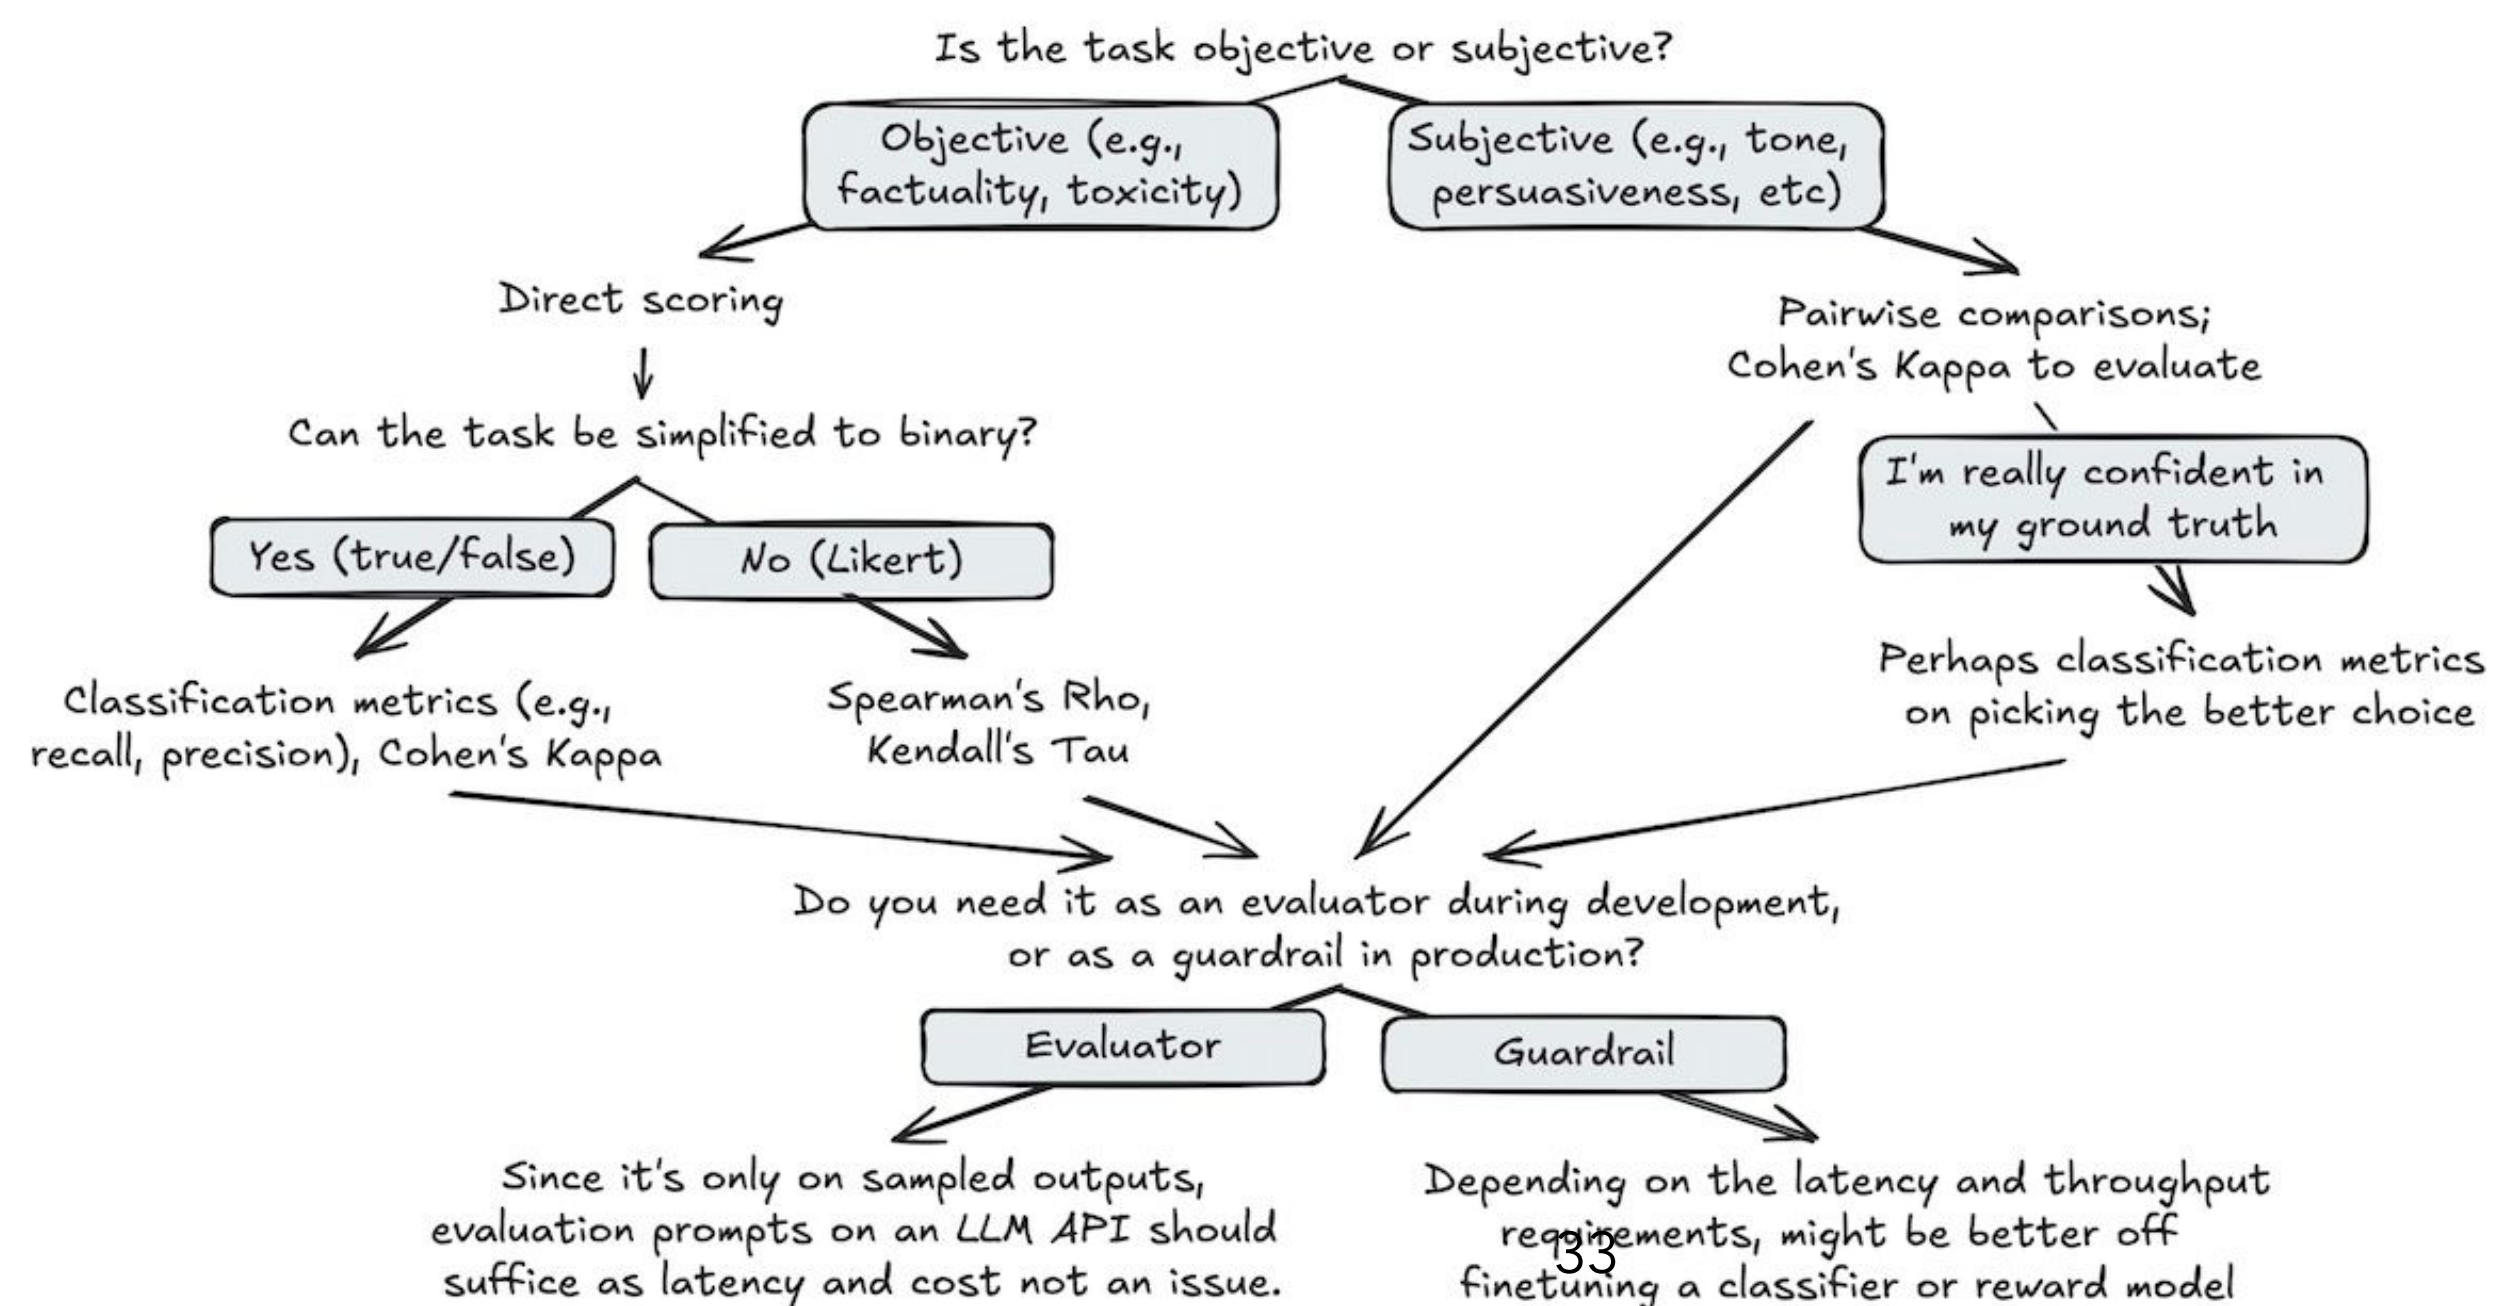 Is the task objective or subjective?
Objective (e.g.,
factuality, toxicity)
Subjective (e.g., tone,
persuasiveness, etc)
Direct scoring
Pairwise comparisons;
Cohen's Kappa to evaluate
Can the task be simplified to binary?
I'm really confident in
my ground truth
Yes (true/false)
No (Likert)
Classification metrics (e.g.,
recall, precision), Cohen's Kappa
Spearman's Rho,
Kendall's Tau
Perhaps classification metrics
on picking the better choice
Do you need it as an evaluator during development,
or as a guardrail in production?
Evaluator
Guardrail
Since it's only on sampled outputs,
evaluation prompts on an LLM API should
suffice as latency and cost not an issue.
Depending on the latency and throughput
requirements, might be better off
finetuning a classifier or reward model
33